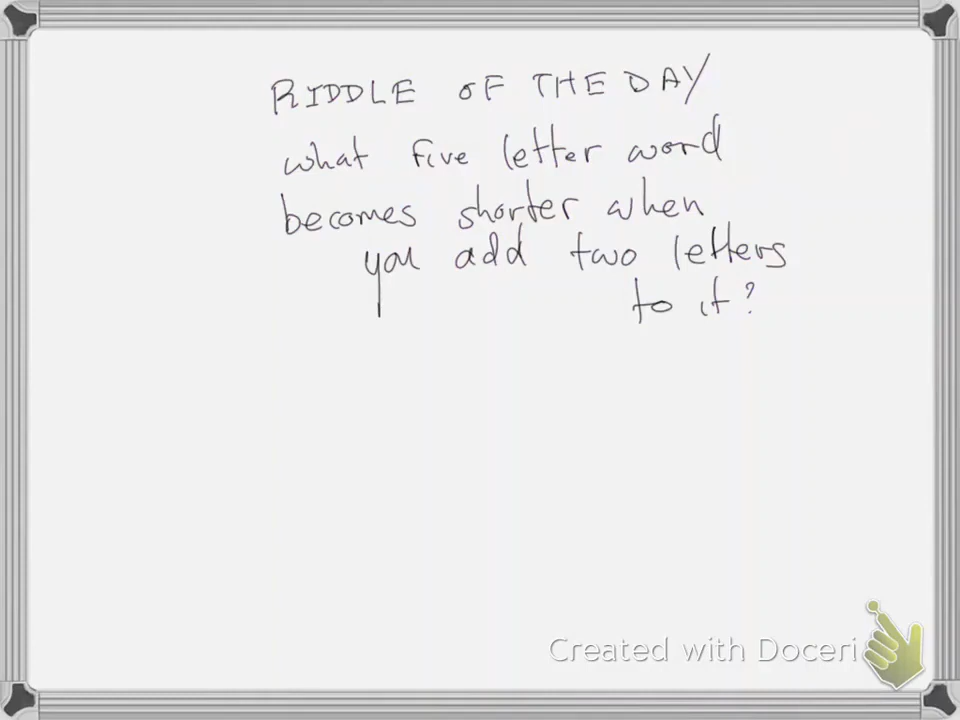 RIDDLE OF THE DAY
what five letter word
becomes shorter when
you add two letters
to it?
Created with Doceri